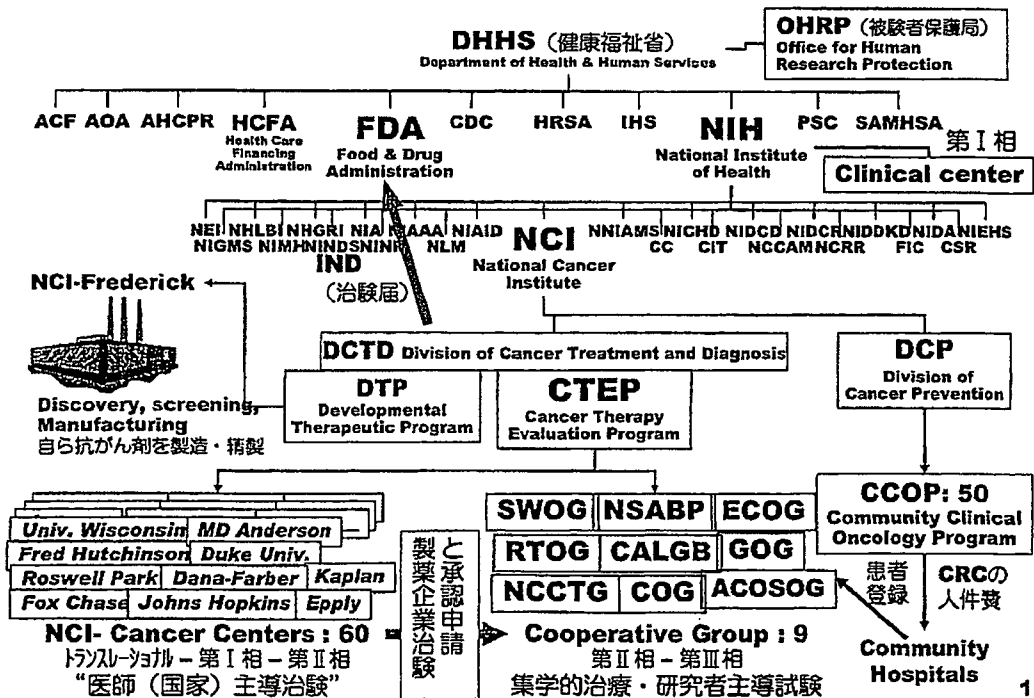 DHHS（健康福祉省）
Department of Health & Human Services
OHRP（被験者保護局）
Office for Human
Research Protection
ACF AOA AHCPR HCFA FDA CDC HRSA IHS NIH PSC SAMHSA
Health Care
Financing
Administration
Food & Drug
Administration
National Institute
of Health
第Ⅰ相
Clinical center
NEI NHLBI NHGRI NIA NIAAA NIAID NNIAMS NICHD NIDCD NIDCR NIDDKD NIDA NIEHS
NIGMS NIMH NINDS NINR NLM CC CIT NCCAM NCRR FIC CSR
NCI
National Cancer
Institute
IND
（治験届）
NCI-Frederick
Discovery, screening,
Manufacturing
自ら抗がん剤を製造・精製
DCTD Division of Cancer Treatment and Diagnosis
DTP
Developmental
Therapeutic Program
CTEP
Cancer Therapy
Evaluation Program
DCP
Division of
Cancer Prevention
CCOP: 50
Community Clinical
Oncology Program
患者
登録
CRCの
人件費
Community
Hospitals
Univ. Wisconsin MD Anderson
Fred Hutchinson Duke Univ.
Roswell Park Dana-Farber Kaplan
Fox Chase Johns Hopkins Epply
NCI- Cancer Centers : 60
トランスレーショナル－第Ⅰ相－第Ⅱ相
“医師（国家）主導治験”
製薬企業治験
と承認申請
SWOG NSABP ECOG
RTOG CALGB GOG
NCCTG COG ACOSOG
Cooperative Group : 9
第Ⅱ相－第Ⅲ相
集学的治療・研究者主導試験
1